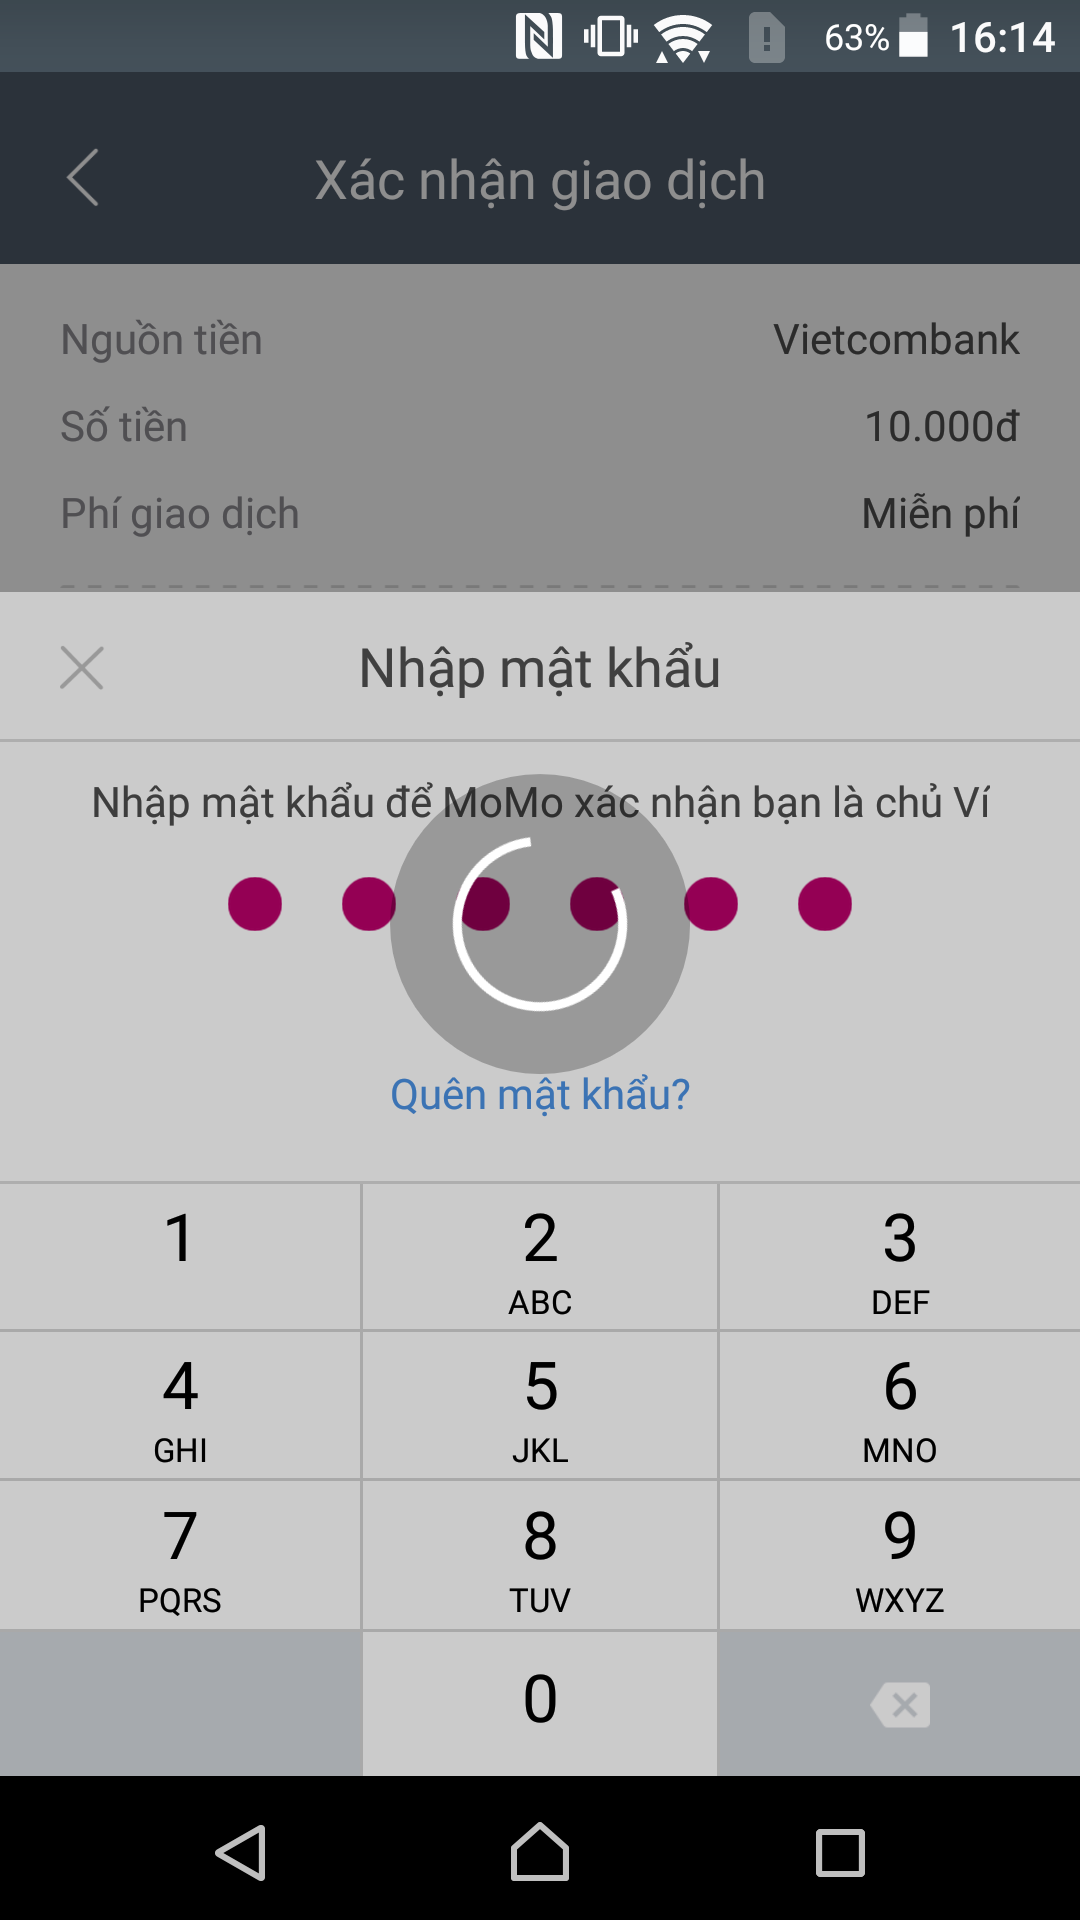 63% 16:14
Xác nhận giao dịch
Nguồn tiền Vietcombank
Số tiền 10.000đ
Phí giao dịch Miễn phí
Nhập mật khẩu
Nhập mật khẩu để MoMo xác nhận bạn là chủ Ví
Quên mật khẩu?
1 2 3
ABC DEF
4 5 6
GHI JKL MNO
7 8 9
PQRS TUV WXYZ
0